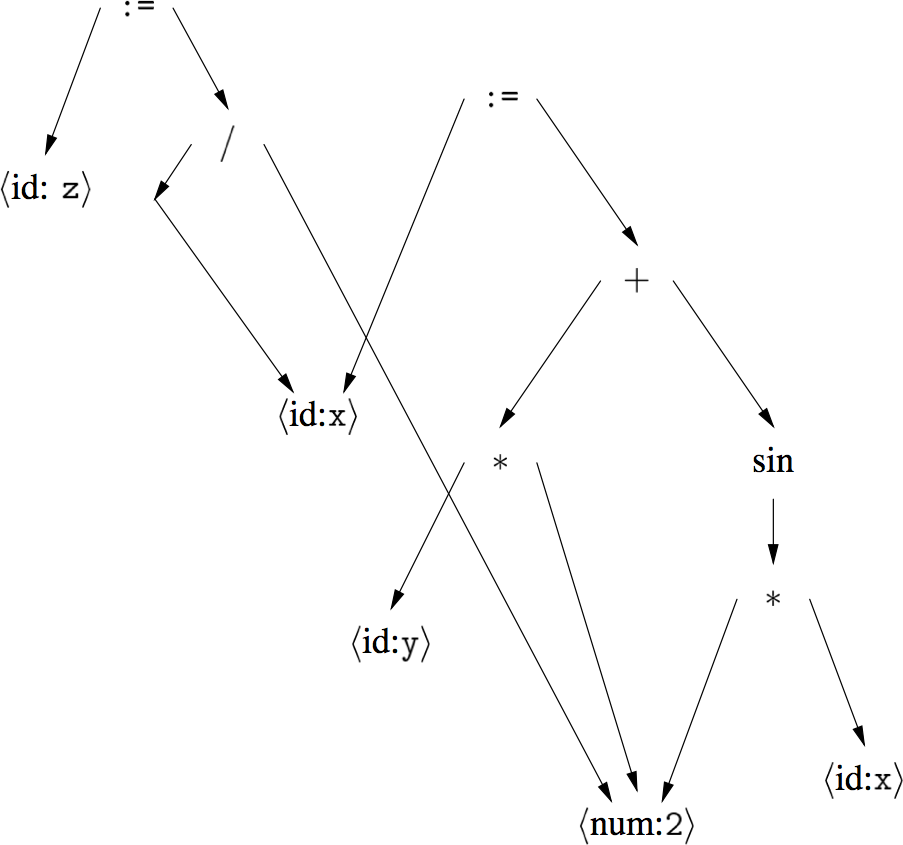 :=
:=
/
⟨id: z⟩
+
⟨id:x⟩
*
sin
*
⟨id:y⟩
⟨id:x⟩
⟨num:2⟩